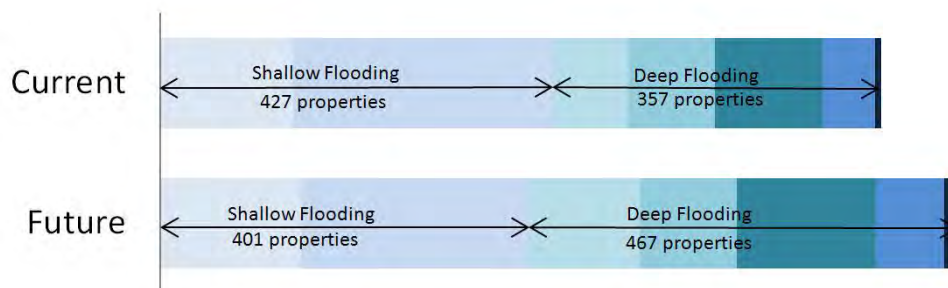 Current
Shallow Flooding
427 properties
Deep Flooding
357 properties
Future
Shallow Flooding
401 properties
Deep Flooding
467 properties